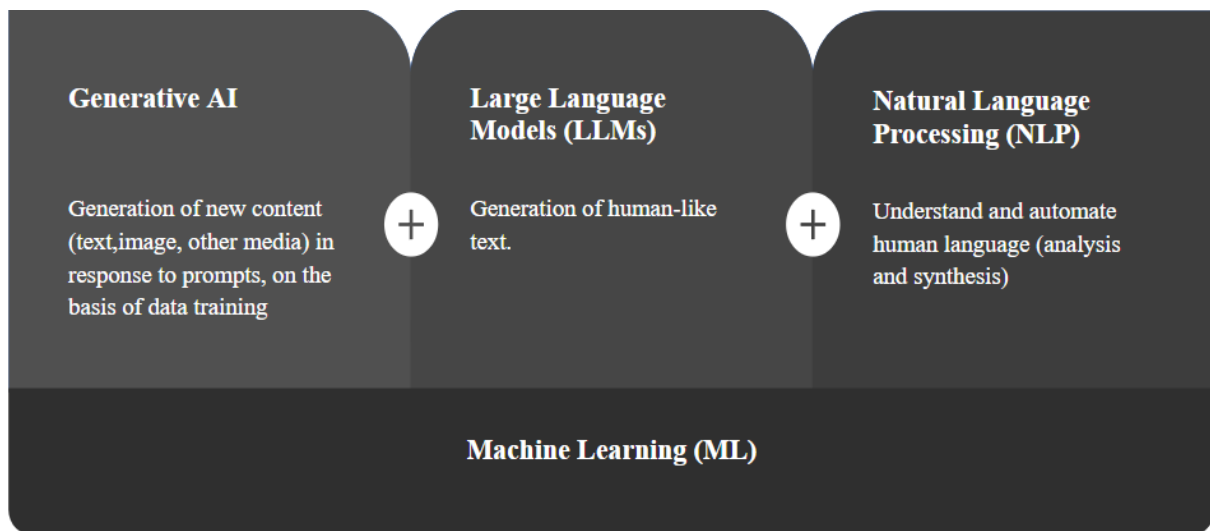 Generative AI
Generation of new content
(text,image, other media) in
response to prompts, on the
basis of data training
+
Large Language
Models (LLMs)
Generation of human-like
text.
+
Natural Language
Processing (NLP)
Understand and automate
human language (analysis
and synthesis)
Machine Learning (ML)